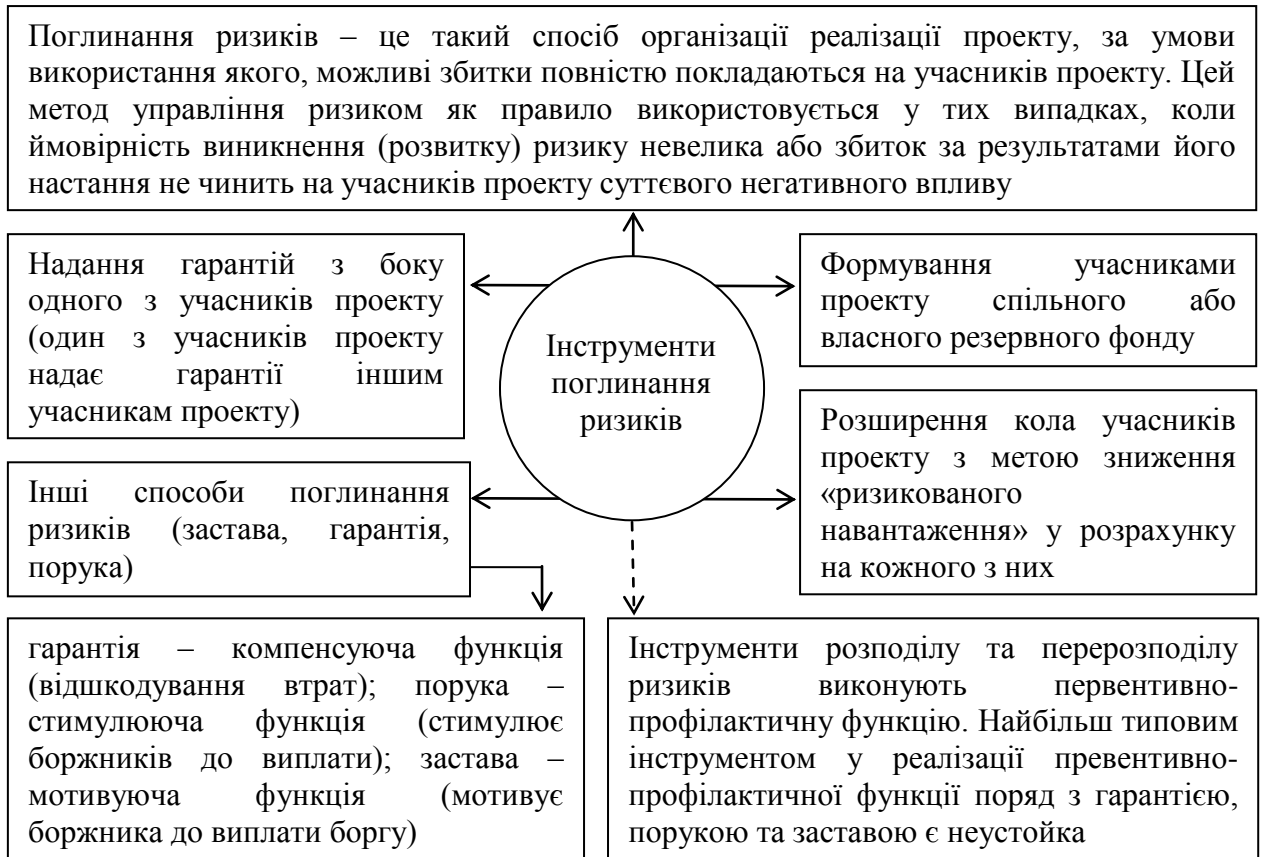 Поглинання ризиків – це такий спосіб організації реалізації проекту, за умови
використання якого, можливі збитки повністю покладаються на учасників проекту. Цей
метод управління ризиком як правило використовується у тих випадках, коли
ймовірність виникнення (розвитку) ризику невелика або збиток за результатами його
настання не чинить на учасників проекту суттєвого негативного впливу
Надання гарантій з боку
одного з учасників проекту
(один з учасників проекту
надає гарантії іншим
учасникам проекту)
Формування учасниками
проекту спільного або
власного резервного фонду
Інструменти
поглинання
ризиків
Розширення кола учасників
проекту з метою зниження
«ризикованого
навантаження» у розрахунку
на кожного з них
Інші способи поглинання
ризиків (застава, гарантія,
порука)
гарантія – компенсуюча функція
(відшкодування втрат); порука –
стимулююча функція (стимулює
боржників до виплати); застава –
мотивуюча функція (мотивує
боржника до виплати боргу)
Інструменти розподілу та перерозподілу
ризиків виконують первентивно-
профілактичну функцію. Найбільш типовим
інструментом у реалізації превентивно-
профілактичної функції поряд з гарантією,
порукою та заставою є неустойка